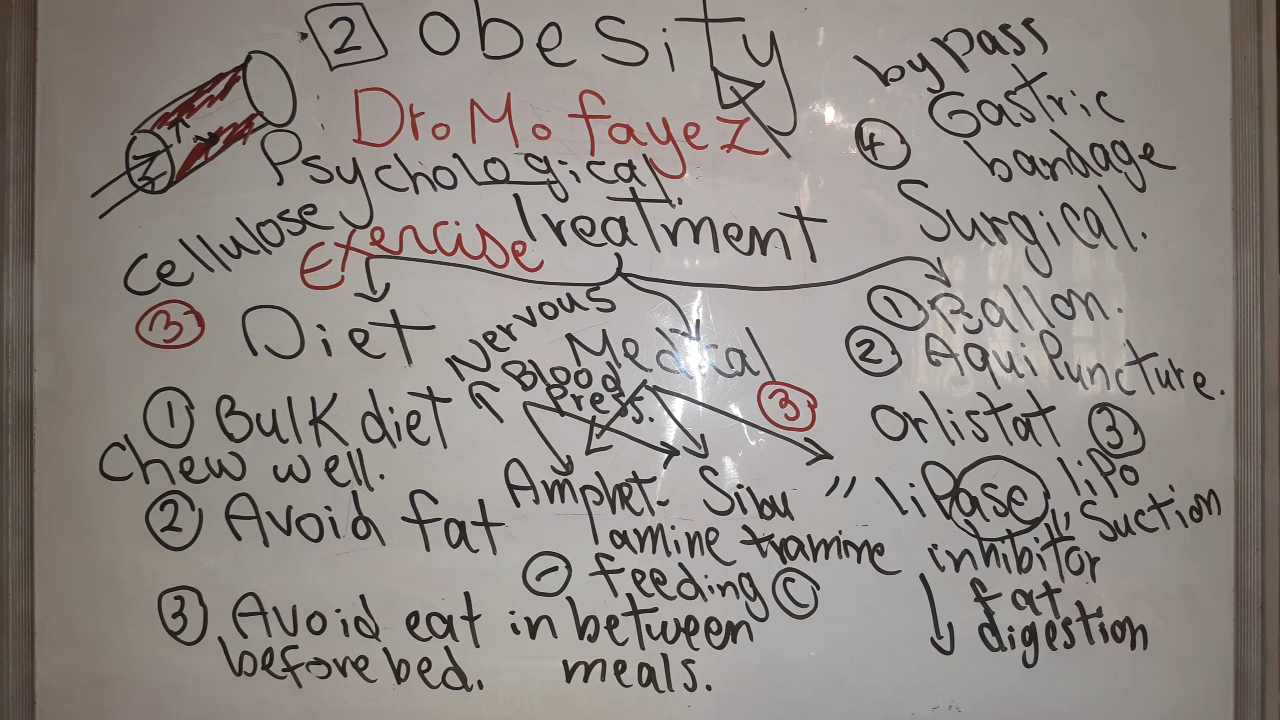 2 obesity
Dr. Mo fayez
Psychological
Treatment
cellulose
Exercise
3 Diet
1 Bulk diet
Chew well.
2 Avoid fat
3 Avoid eat in between
before bed. meals.
Nervous
Medical
Blood
Press.
3
Amphet-
amine
Sibu
tramine
- feeding C
Orlistat
"lipase
inhibitor"
fat
digestion
Surgical.
1 Ballon.
2 AquiPuncture.
3 lipo
Suction
4 Gastric
bandage
bypass